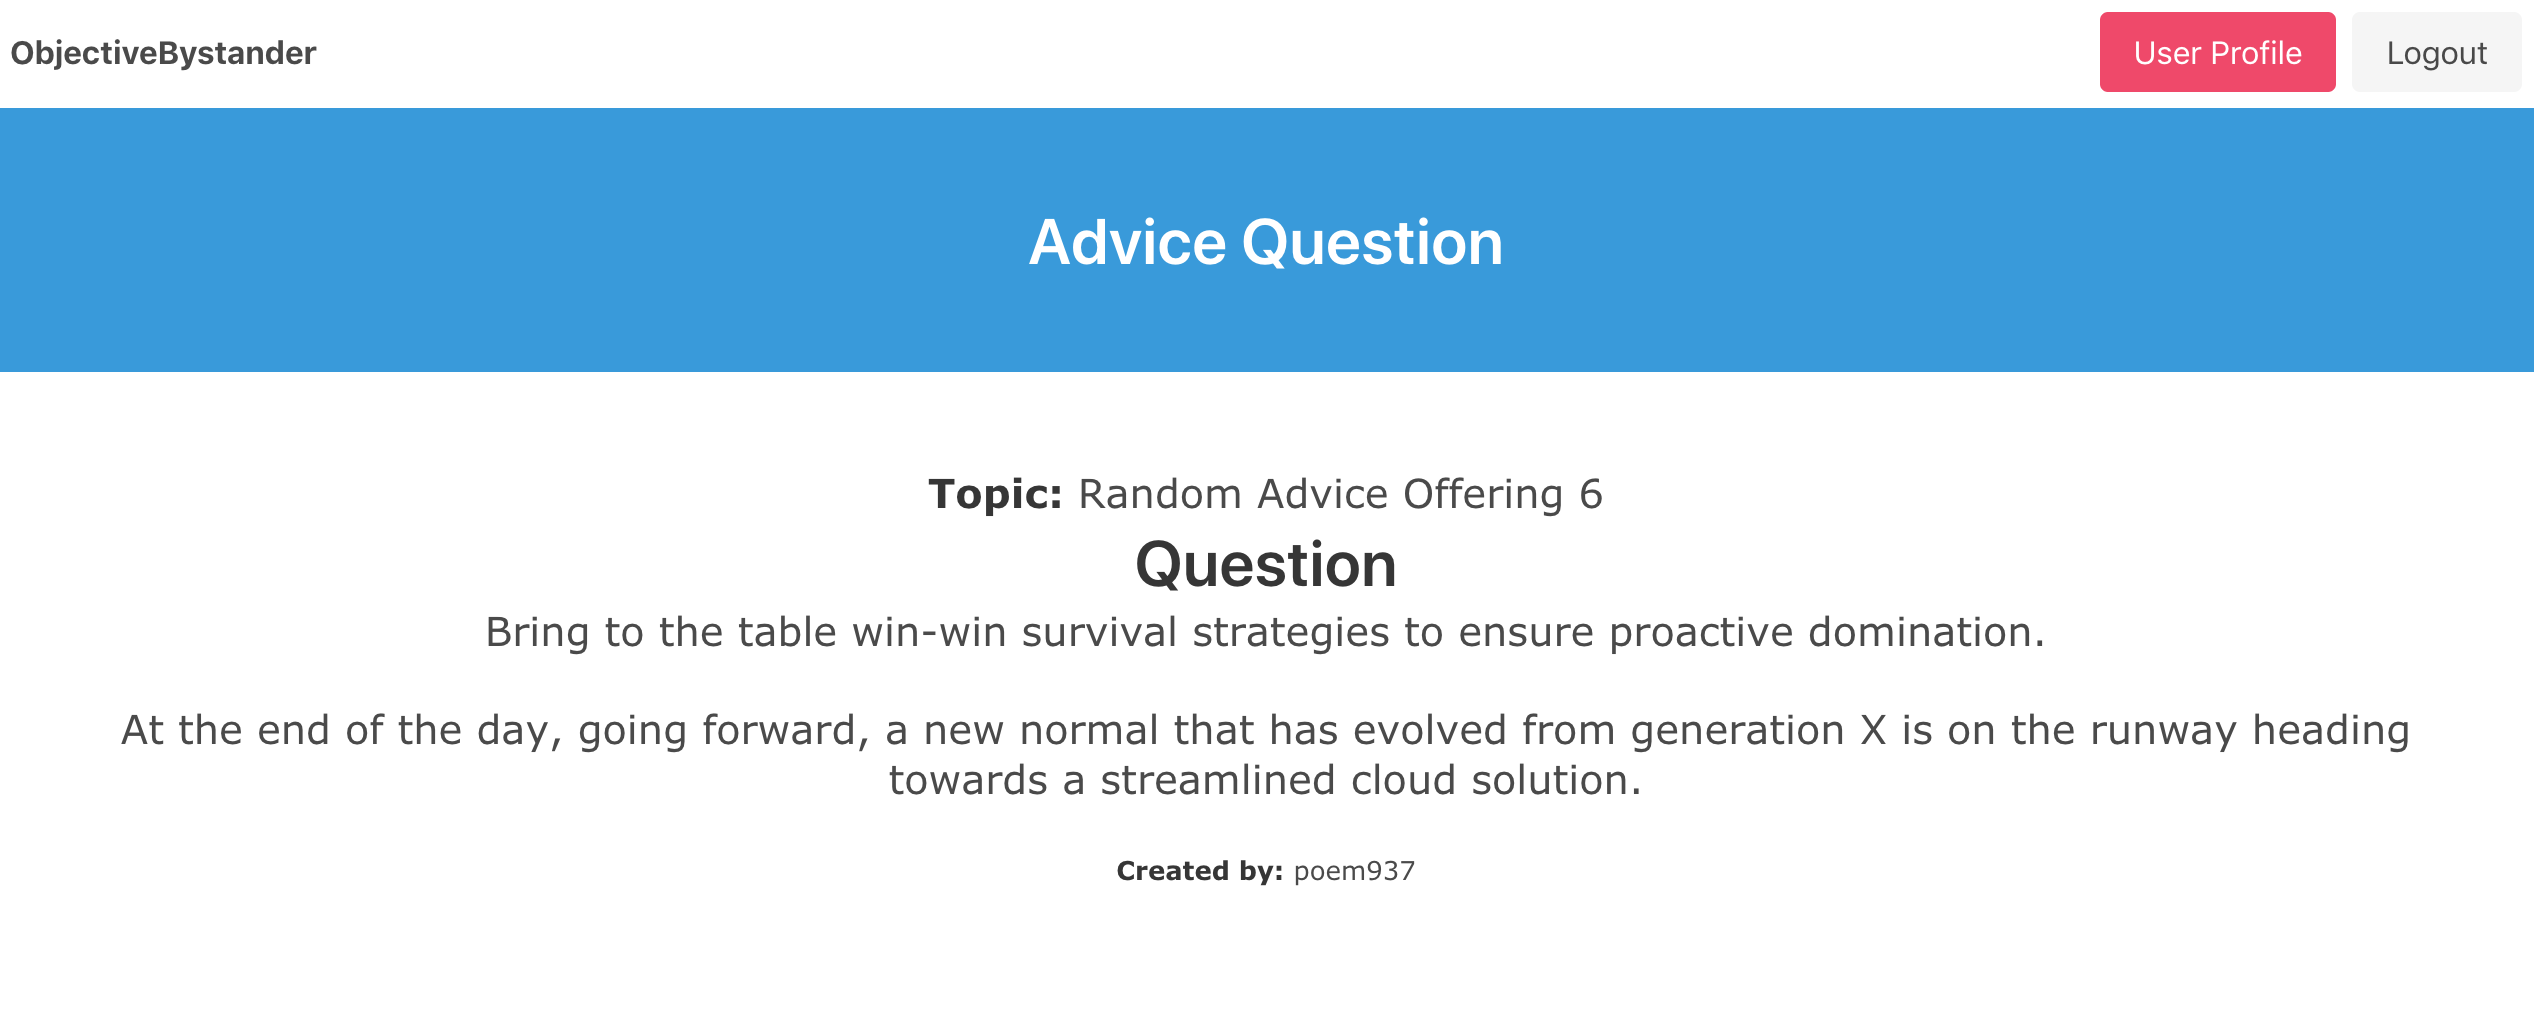 ObjectiveBystander
User Profile
Logout
Advice Question
Topic: Random Advice Offering 6
Question
Bring to the table win-win survival strategies to ensure proactive domination.
At the end of the day, going forward, a new normal that has evolved from generation X is on the runway heading
towards a streamlined cloud solution.
Created by: poem937